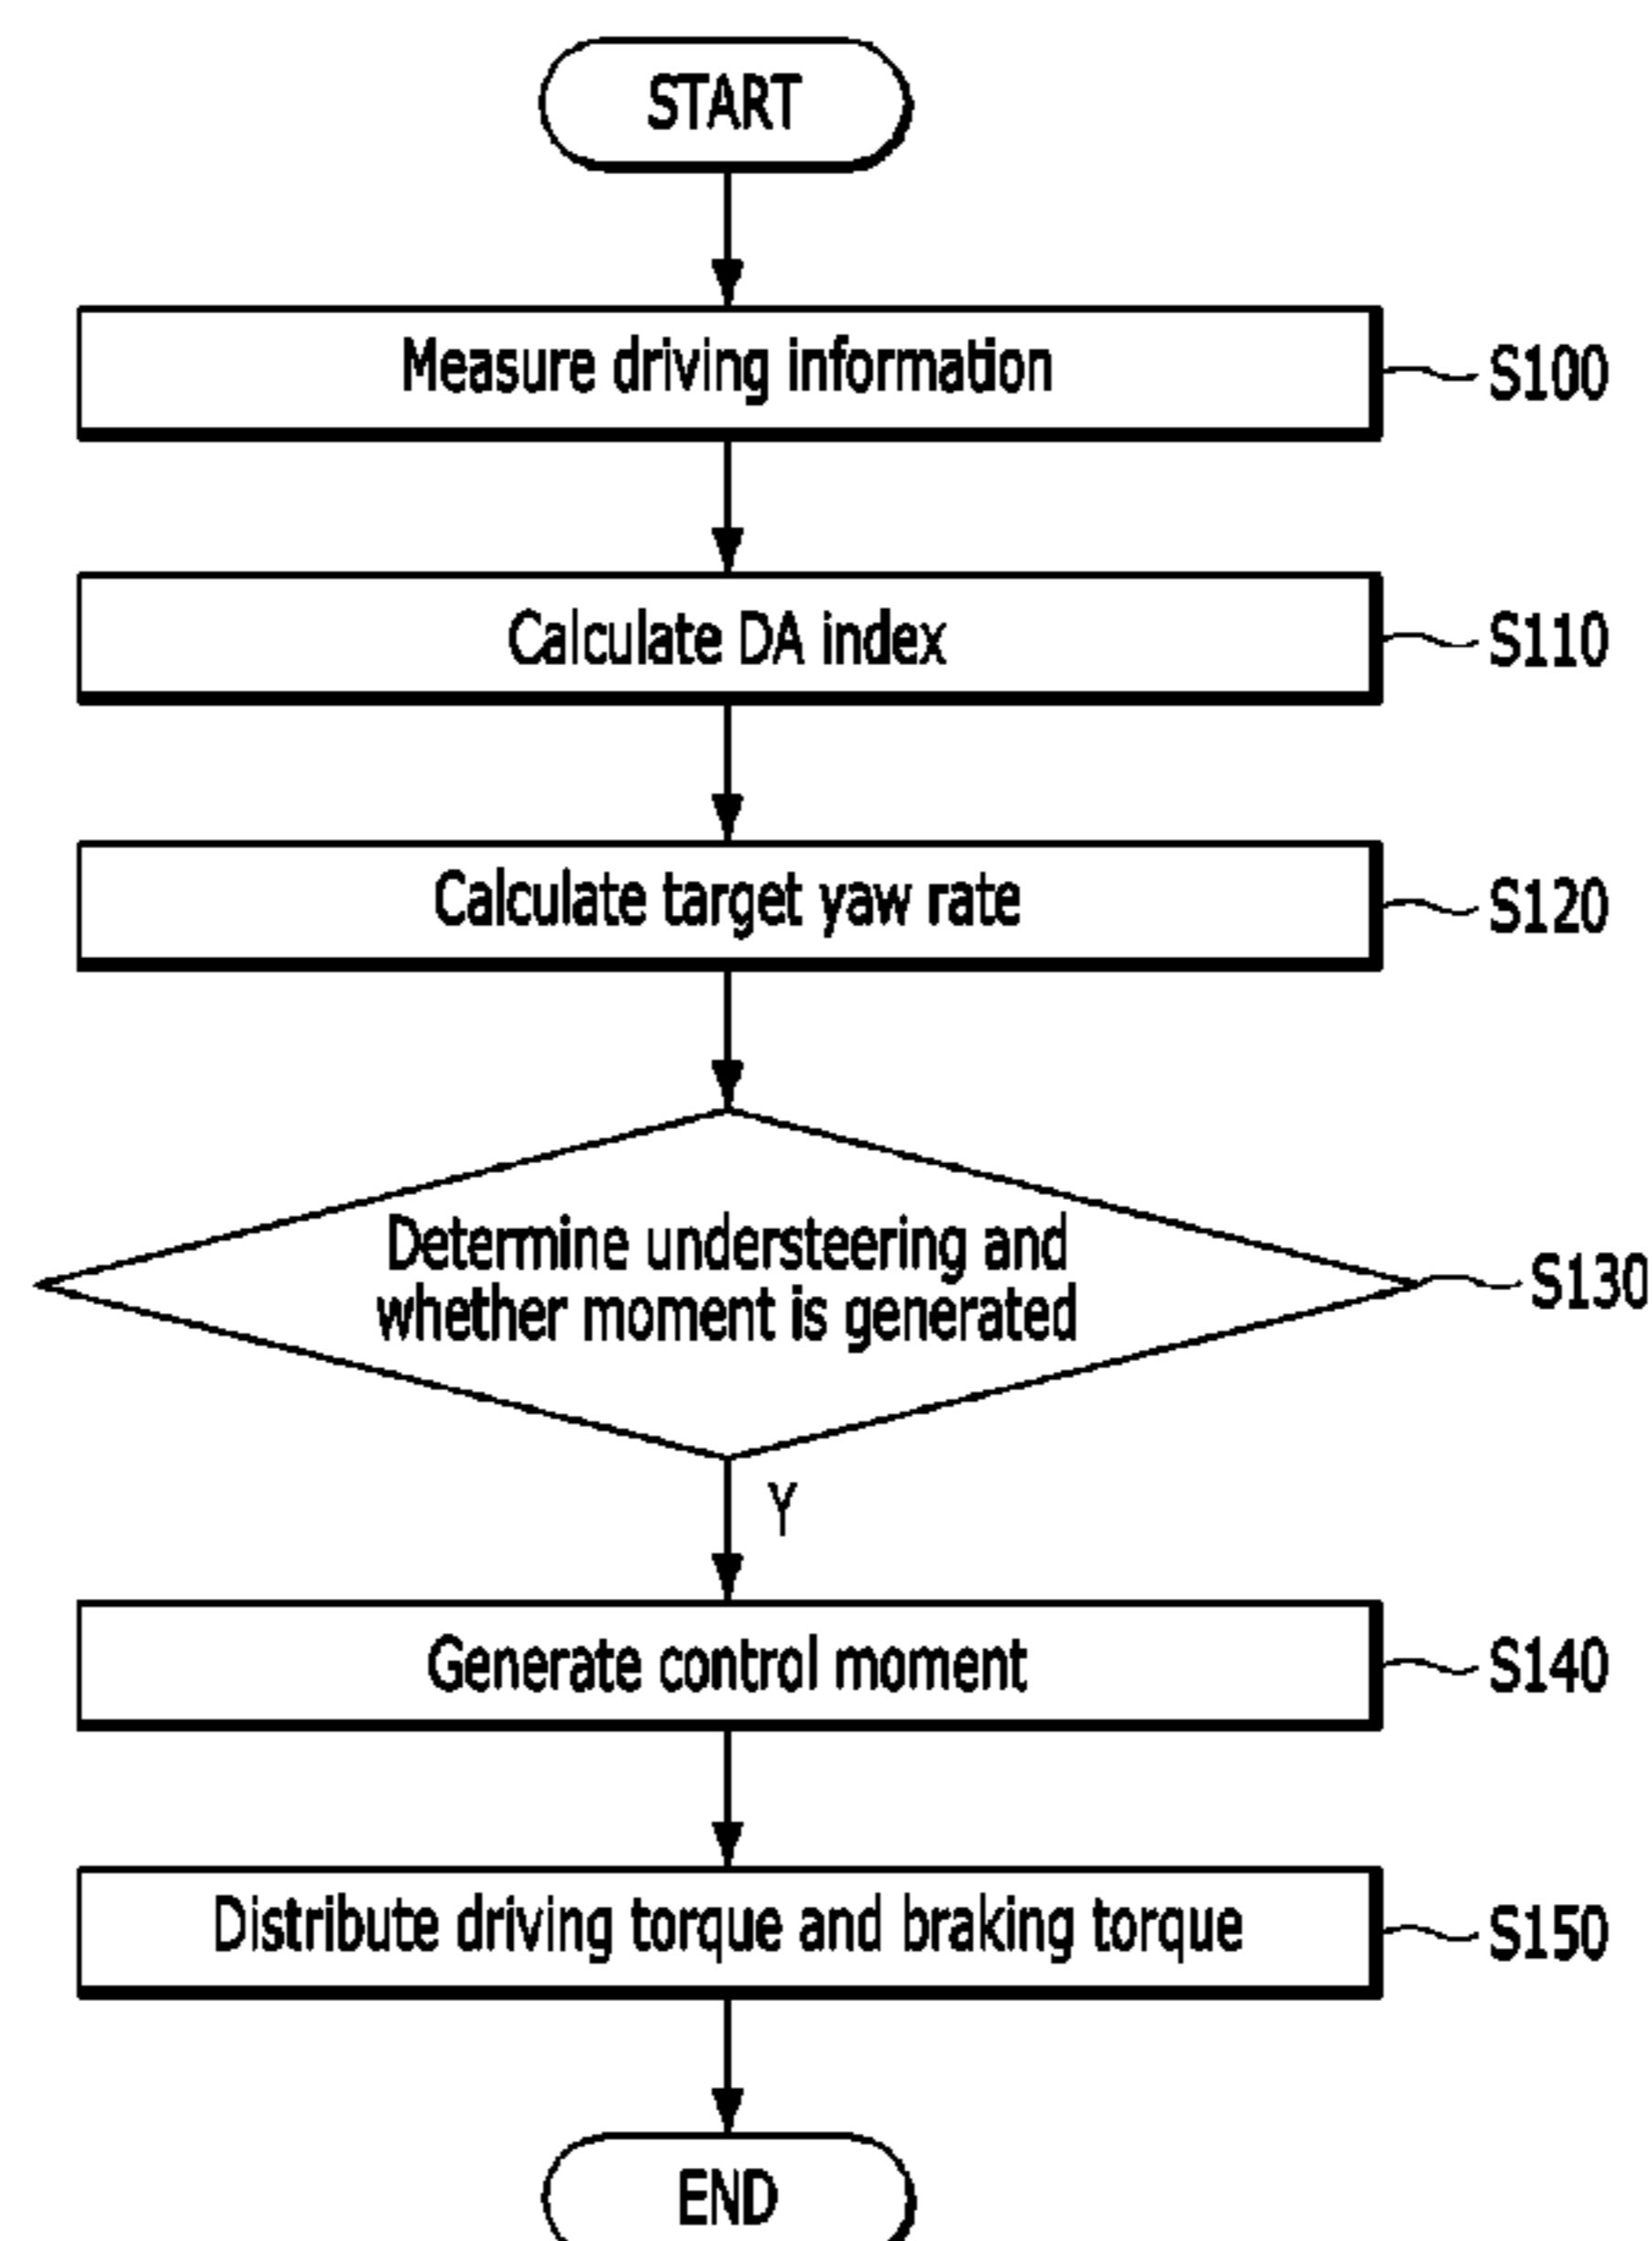 START
Measure driving information
S100
Calculate DA index
S110
Calculate target yaw rate
S120
Determine understeering and
whether moment is generated
S130
Y
Generate control moment
S140
Distribute driving torque and braking torque
S150
END